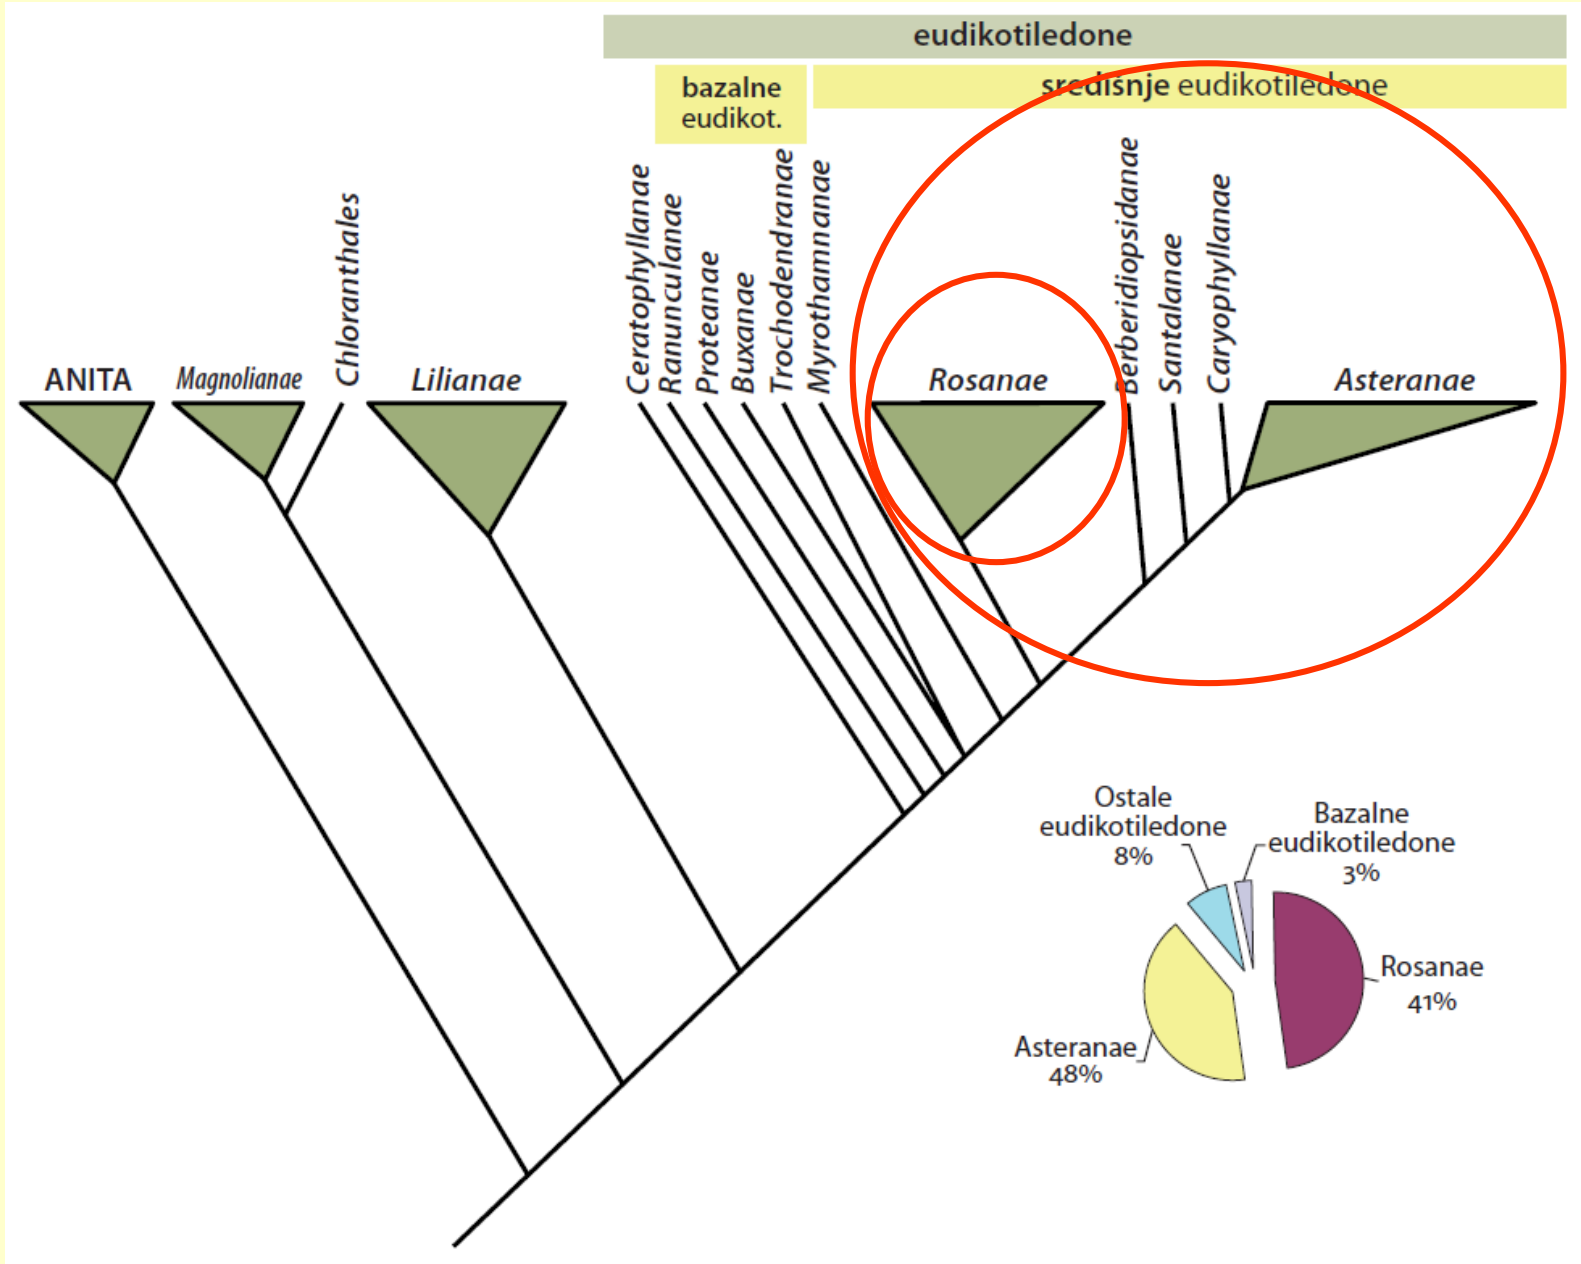 eudikotiledone
bazalne
eudikot.
središnje eudikotiledone
ANITA
Magnolianae
Chloranthales
Lilianae
Ceratophyllanae
Ranunculanae
Proteanae
Buxanae
Trochodendranae
Myrothamnanae
Rosanae
Berberidiopsidanae
Santalanae
Caryophyllanae
Asteranae
Ostale
eudikotiledone
8%
Bazalne
eudikotiledone
3%
Rosanae
41%
Asteranae
48%